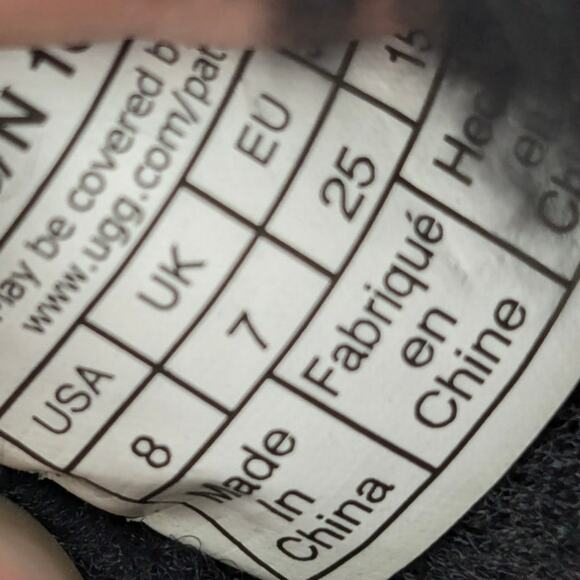 May be covered b
www.ugg.com/pat
USA UK EU
8 7 25 15
Made In China
Fabriqué en Chine